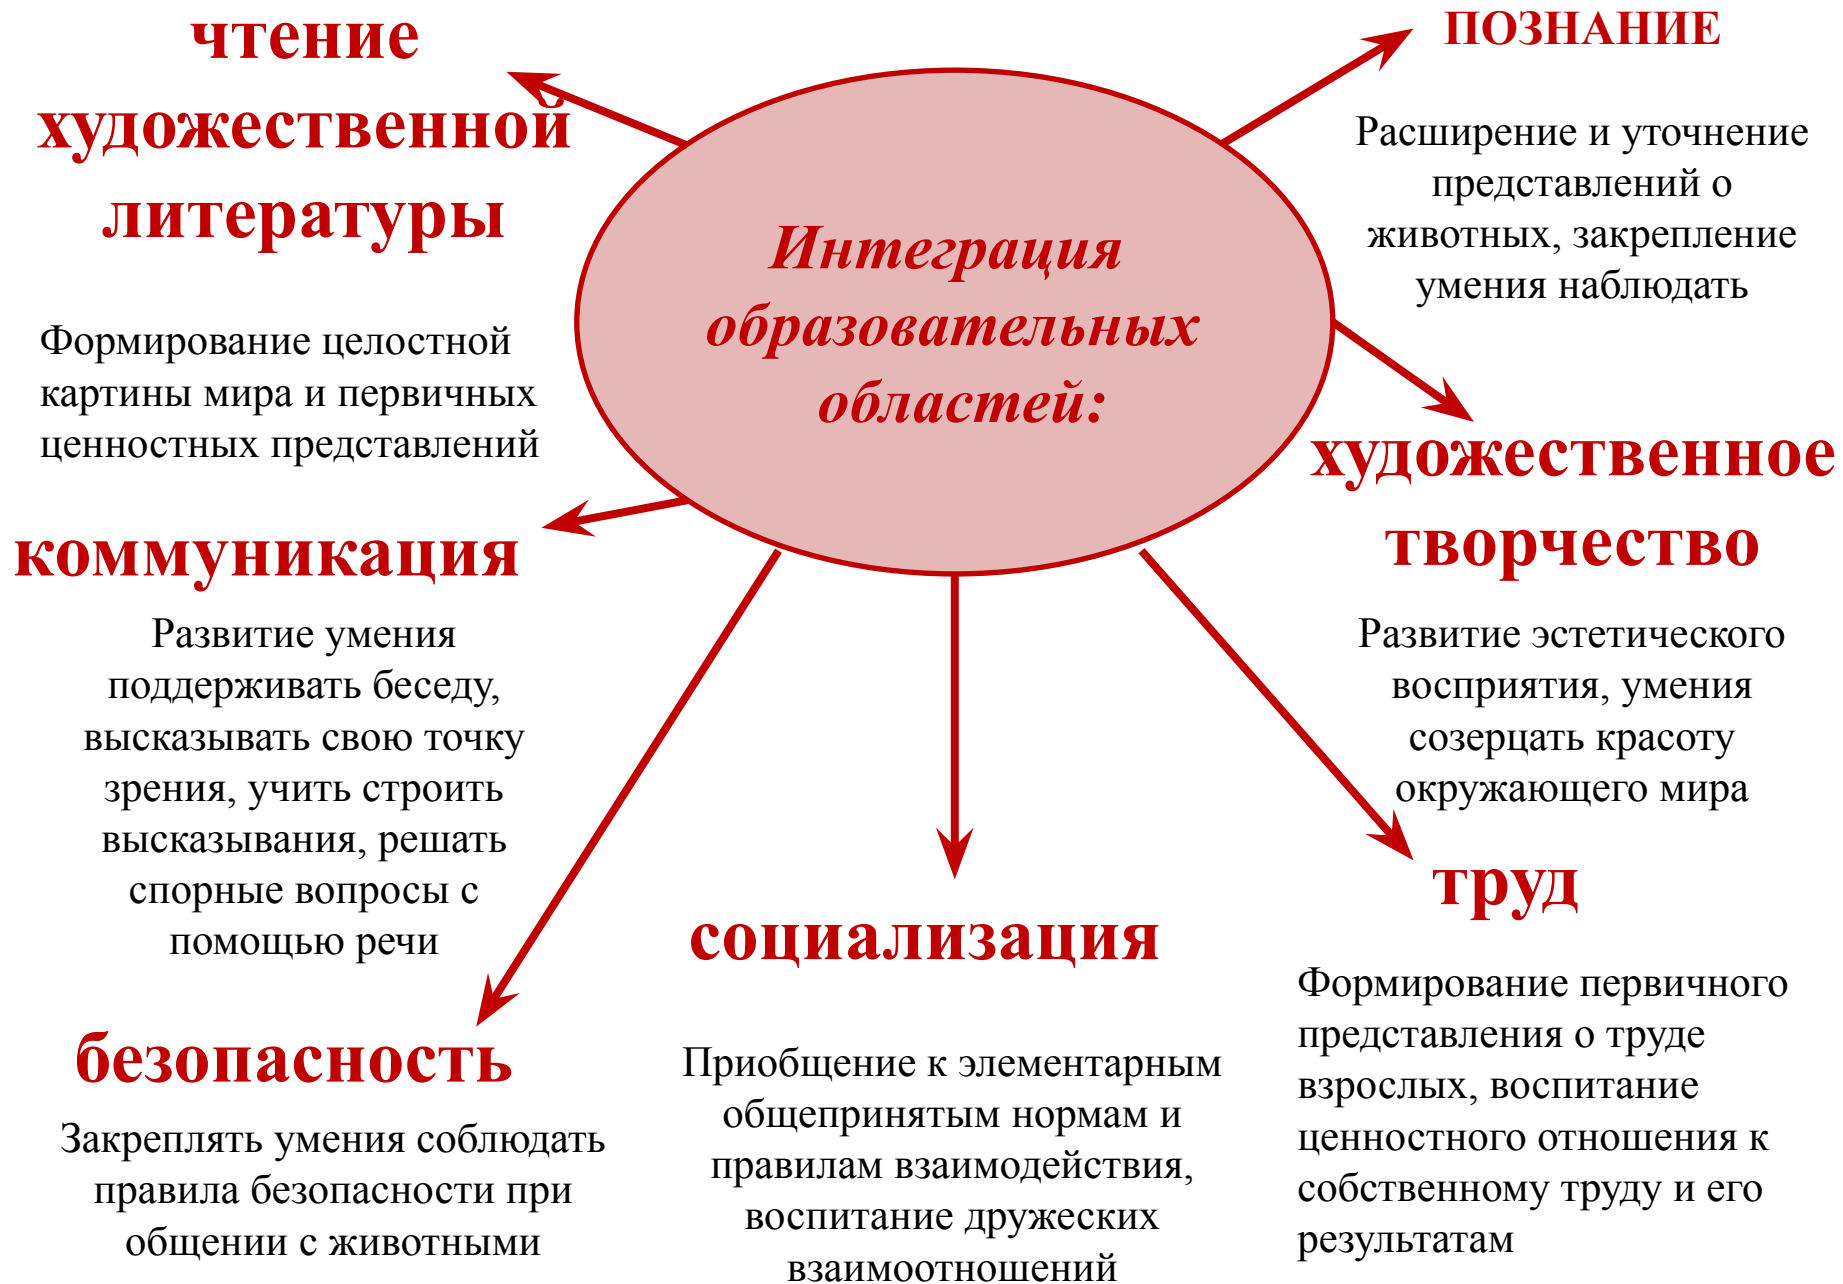 чтение
художественной
литературы
Формирование целостной
картины мира и первичных
ценностных представлений
Интеграция
образовательных
областей:
ПОЗНАНИЕ
Расширение и уточнение
представлений о
животных, закрепление
умения наблюдать
художественное
творчество
Развитие эстетического
восприятия, умения
созерцать красоту
окружающего мира
коммуникация
Развитие умения
поддерживать беседу,
высказывать свою точку
зрения, учить строить
высказывания, решать
спорные вопросы с
помощью речи
безопасность
Закреплять умения соблюдать
правила безопасности при
общении с животными
социализация
Приобщение к элементарным
общепринятым нормам и
правилам взаимодействия,
воспитание дружеских
взаимоотношений
труд
Формирование первичного
представления о труде
взрослых, воспитание
ценностного отношения к
собственному труду и его
результатам